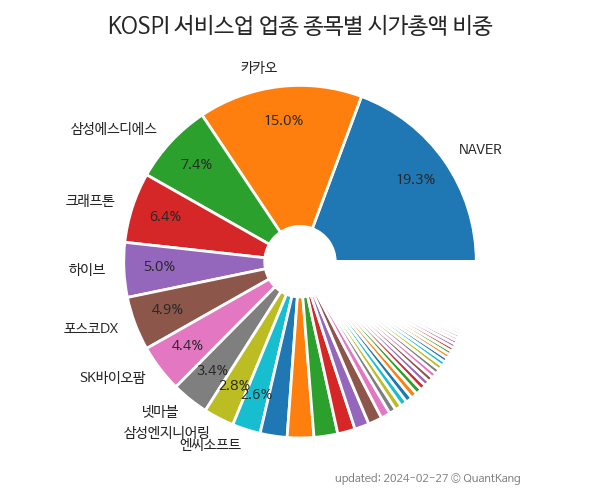 KOSPI 서비스업 업종 종목별 시가총액 비중
카카오
15.0%
NAVER
19.3%
삼성에스디에스
7.4%
크래프톤
6.4%
하이브
5.0%
포스코DX
4.9%
SK바이오팜
4.4%
넷마블
3.4%
삼성엔지니어링
2.8%
엔씨소프트
2.6%
updated: 2024-02-27 © QuantKang